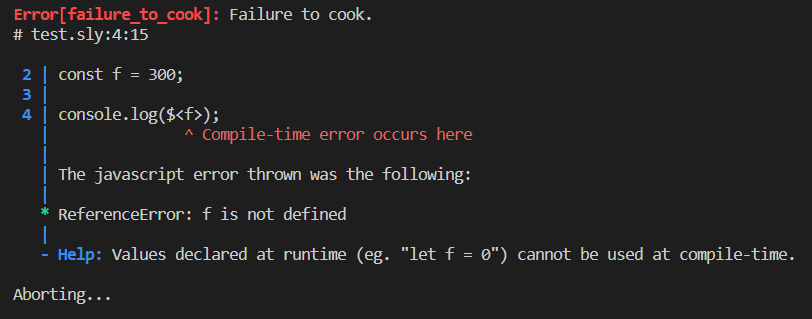 Error[failure_to_cook]: Failure to cook.
# test.sly:4:15
2 | const f = 300;
3 |
4 | console.log($<f>);
| ^ Compile-time error occurs here
|
| The javascript error thrown was the following:
|
* ReferenceError: f is not defined
|
- Help: Values declared at runtime (eg. "let f = 0") cannot be used at compile-time.
Aborting...